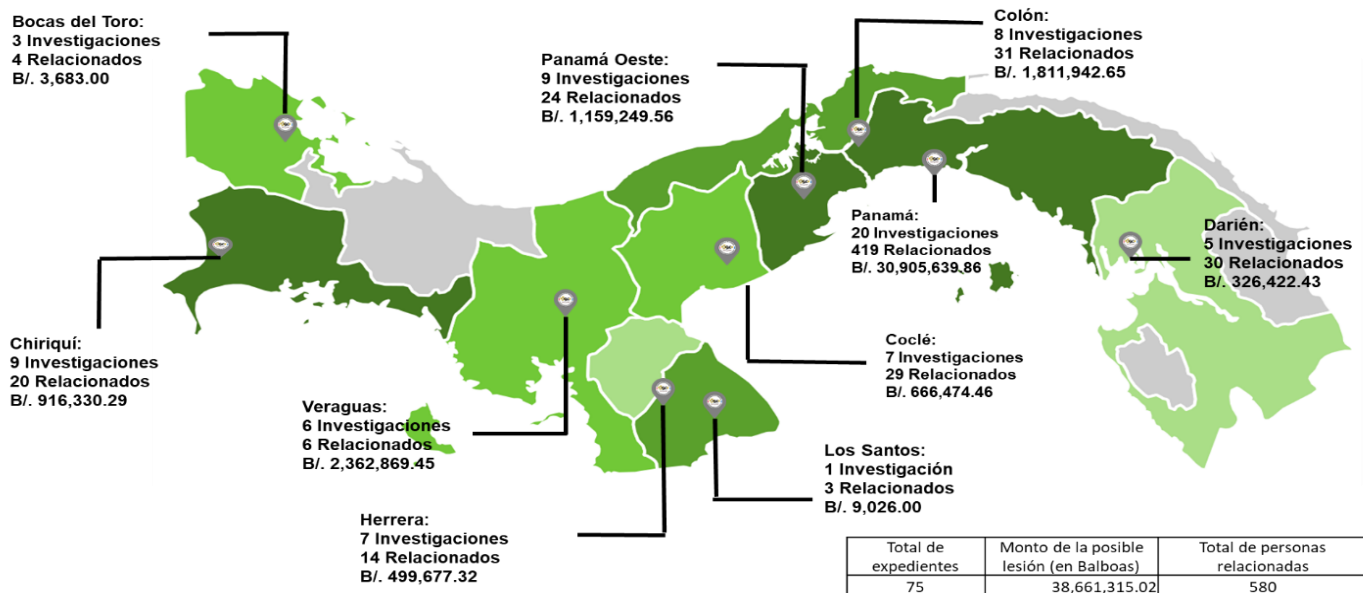 Bocas del Toro:
3 Investigaciones
4 Relacionados
B/. 3,683.00
Panamá Oeste:
9 Investigaciones
24 Relacionados
B/. 1,159,249.56
Colón:
8 Investigaciones
31 Relacionados
B/. 1,811,942.65
Panamá:
20 Investigaciones
419 Relacionados
B/. 30,905,639.86
Darién:
5 Investigaciones
30 Relacionados
B/. 326,422.43
Chiriquí:
9 Investigaciones
20 Relacionados
B/. 916,330.29
Veraguas:
6 Investigaciones
6 Relacionados
B/. 2,362,869.45
Coclé:
7 Investigaciones
29 Relacionados
B/. 666,474.46
Los Santos:
1 Investigación
3 Relacionados
B/. 9,026.00
Herrera:
7 Investigaciones
14 Relacionados
B/. 499,677.32
Total de expedientes
Monto de la posible lesión (en Balboas)
Total de personas relacionadas
75
38,661,315.02
580